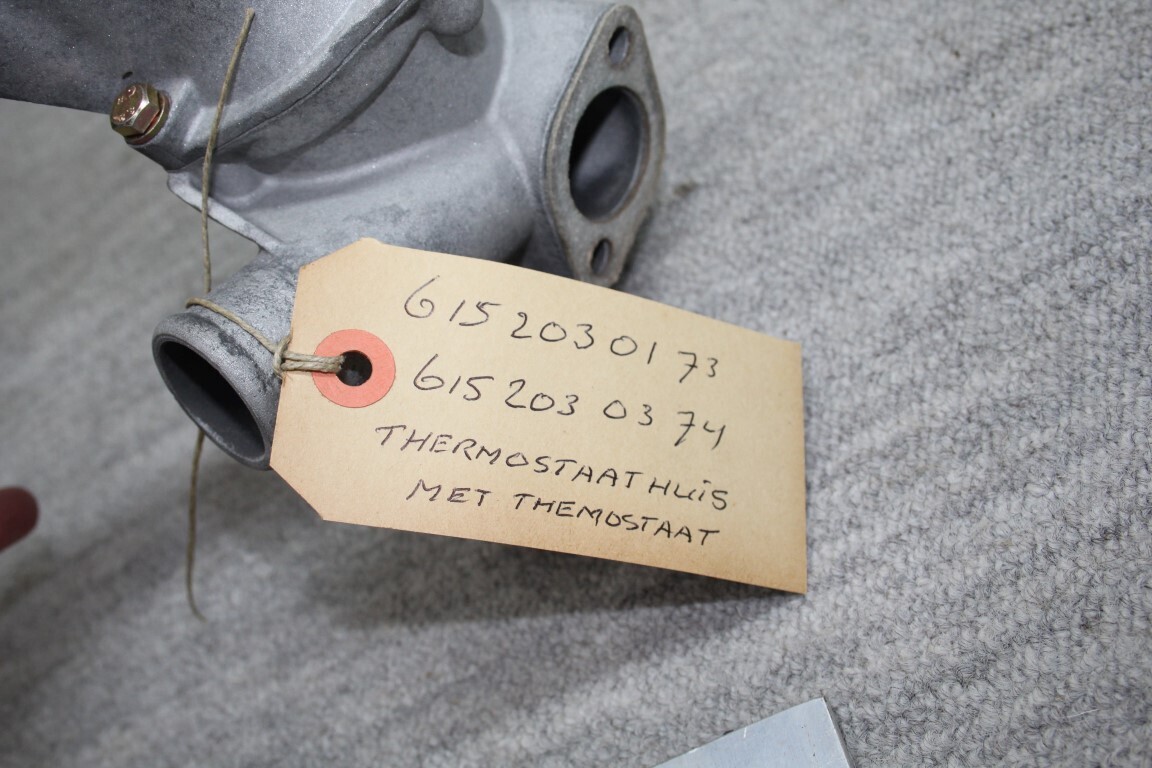 615 203 01 73
615 203 03 74
THERMOSTAATHUIS
MET THEMOSTAAT